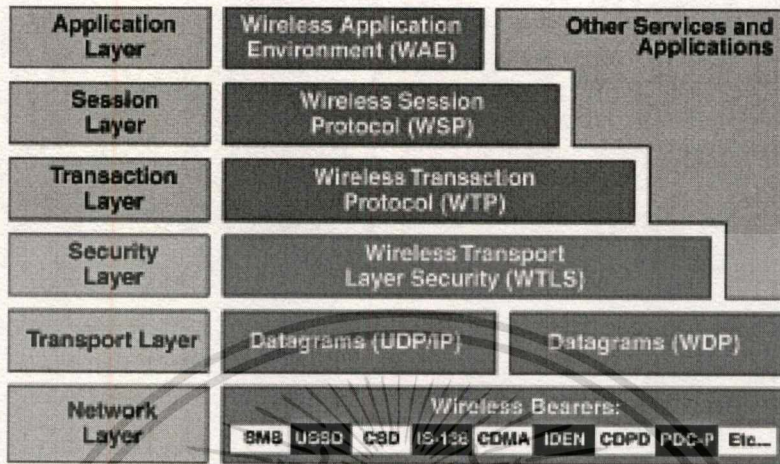 Application
Layer
Wireless Application
Environment (WAE)
Other Services and
Applications
Session
Layer
Wireless Session
Protocol (WSP)
Transaction
Layer
Wireless Transaction
Protocol (WTP)
Security
Layer
Wireless Transport
Layer Security (WTLS)
Transport Layer
Datagrams (UDP/IP)
Datagrams (WDP)
Network
Layer
Wireless Bearers:
SMS USSD CSD IS-136 CDMA IDEN CDPD PDC-P Etc...